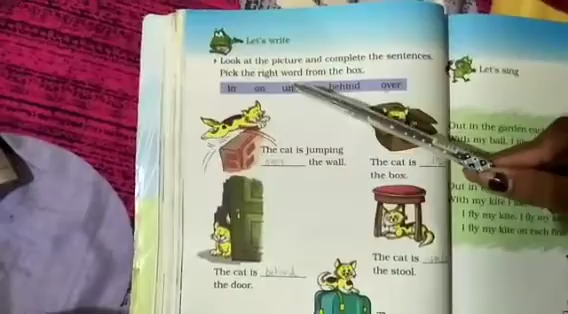 Let's write
Look at the picture and complete the sentences.
Pick the right word from the box.
in on behind over
The cat is jumping
over the wall.
The cat is
the box.
The cat is behind
the door.
The cat is
the stool.
Let's sing
Out in the garden
With my ball, I
Out in
With my kite I
I fly my kite, I fly my
I fly my kite on each